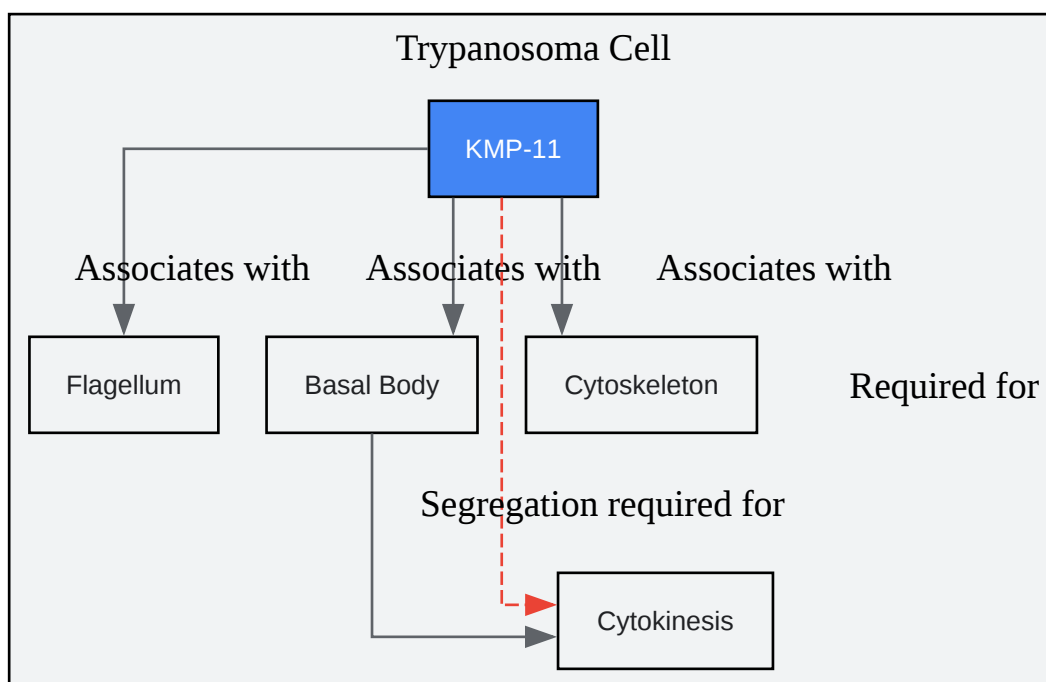 Trypanosoma Cell
KMP-11
Associates with
Associates with
Associates with
Flagellum
Basal Body
Cytoskeleton
Required for
Segregation required for
Cytokinesis